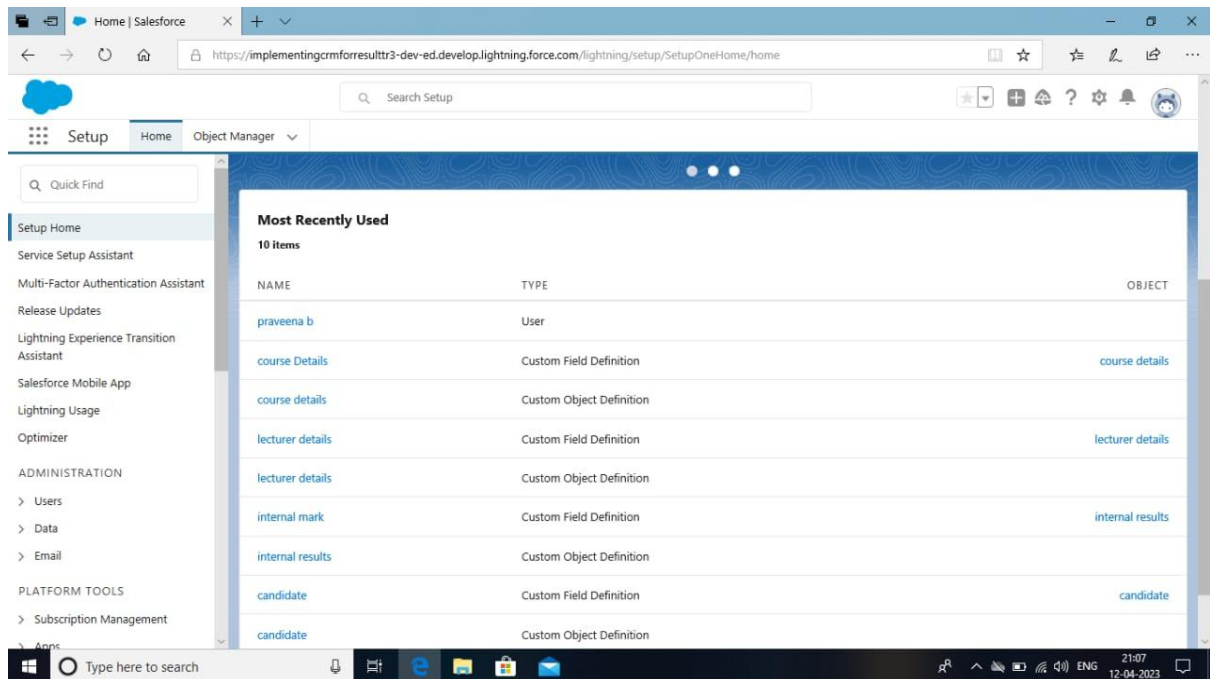 Home | Salesforce
https://implementingcrmforresulttr3-dev-ed.develop.lightning.force.com/lightning/setup/SetupOneHome/home
Search Setup
Setup
Home
Object Manager
Quick Find
Setup Home
Service Setup Assistant
Multi-Factor Authentication Assistant
Release Updates
Lightning Experience Transition
Assistant
Salesforce Mobile App
Lightning Usage
Optimizer
ADMINISTRATION
> Users
> Data
> Email
PLATFORM TOOLS
> Subscription Management
> Apps
Most Recently Used
10 items
NAME TYPE OBJECT
praveena b User
course Details Custom Field Definition course details
course details Custom Object Definition
lecturer details Custom Field Definition lecturer details
lecturer details Custom Object Definition
internal mark Custom Field Definition internal results
internal results Custom Object Definition
candidate Custom Field Definition candidate
candidate Custom Object Definition
Type here to search
ENG
21:07
12-04-2023